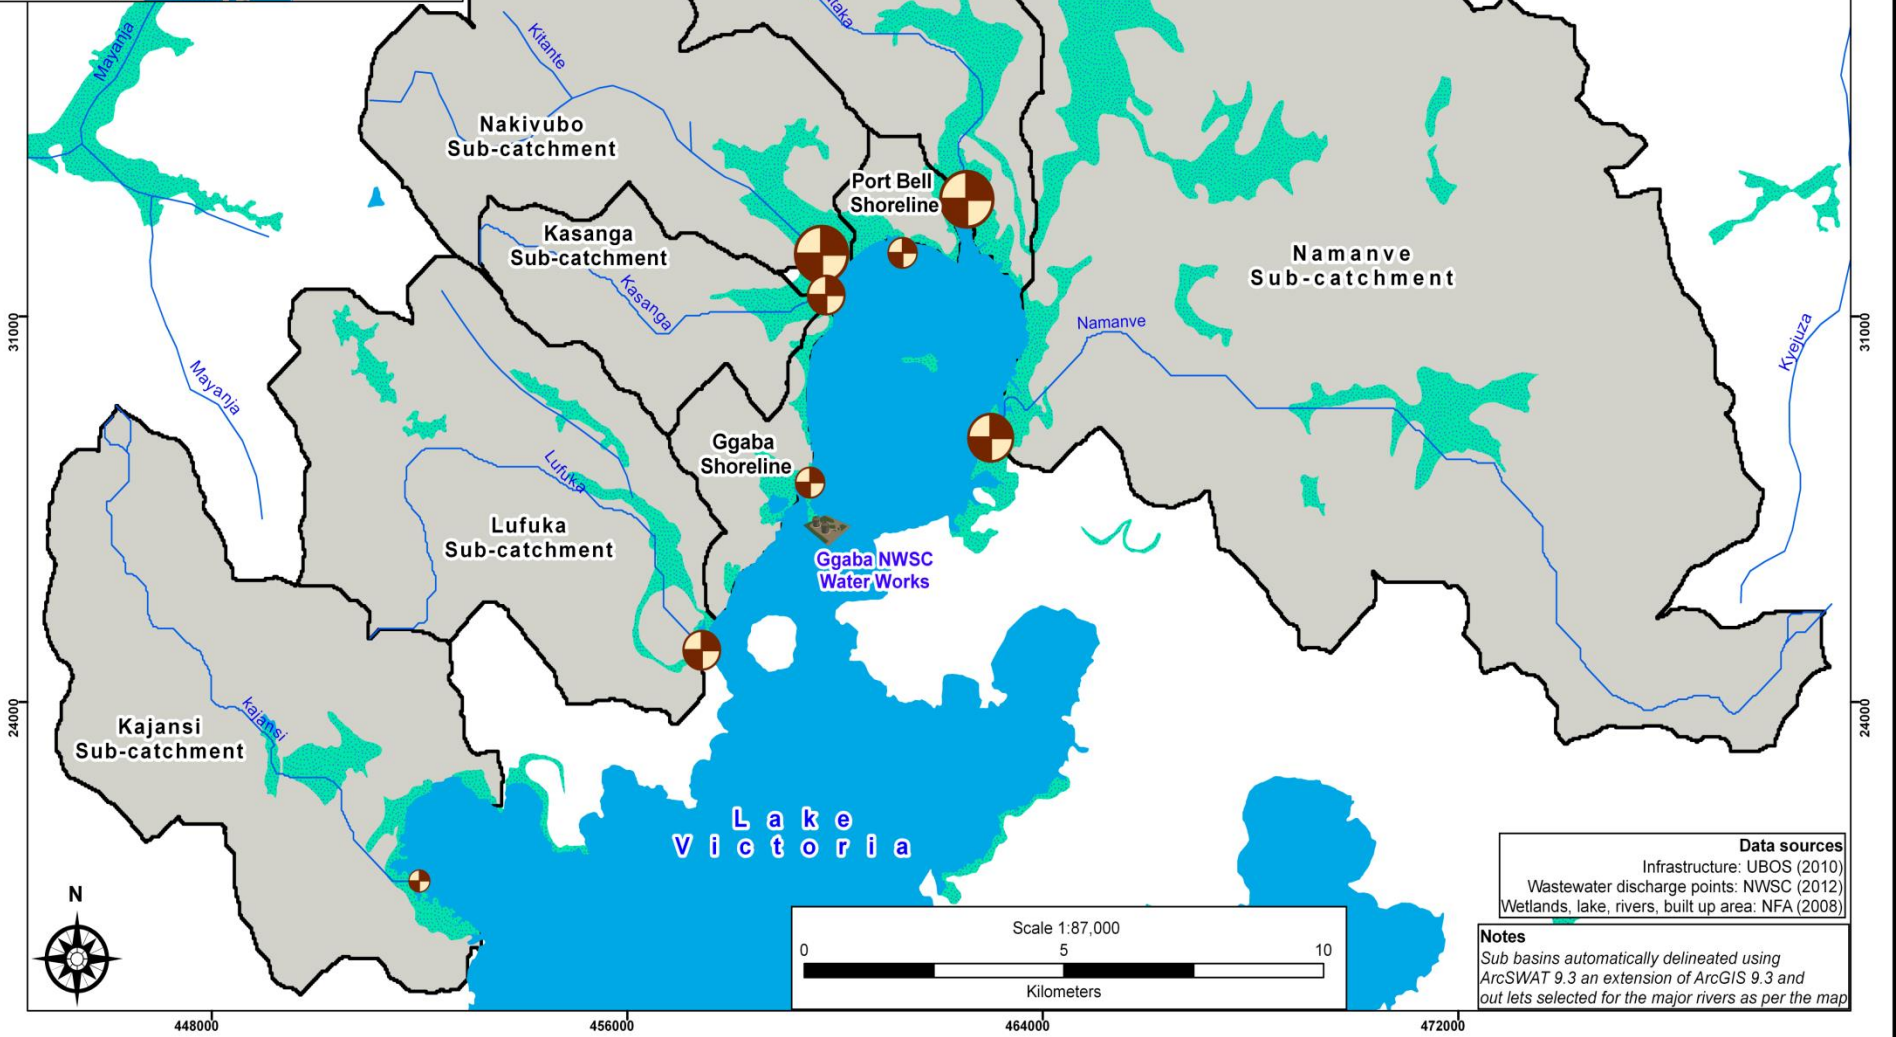 Mayanja
Kitante
taka
Nakivubo
Sub-catchment
Port Bell
Shoreline
Kasanga
Sub-catchment
Kasanga
Namanve
Sub-catchment
31000
31000
Namanve
Kyejuza
Mayanja
Ggaba
Shoreline
Lufuka
Lufuka
Sub-catchment
Ggaba NWSC
Water Works
24000
24000
kajansi
Kajansi
Sub-catchment
Lake
Victoria
Data sources
Infrastructure: UBOS (2010)
Wastewater discharge points: NWSC (2012)
Wetlands, lake, rivers, built up area: NFA (2008)
N
Scale 1:87,000
0 5 10
Kilometers
Notes
Sub basins automatically delineated using
ArcSWAT 9.3 an extension of ArcGIS 9.3 and
out lets selected for the major rivers as per the map
448000 456000 464000 472000